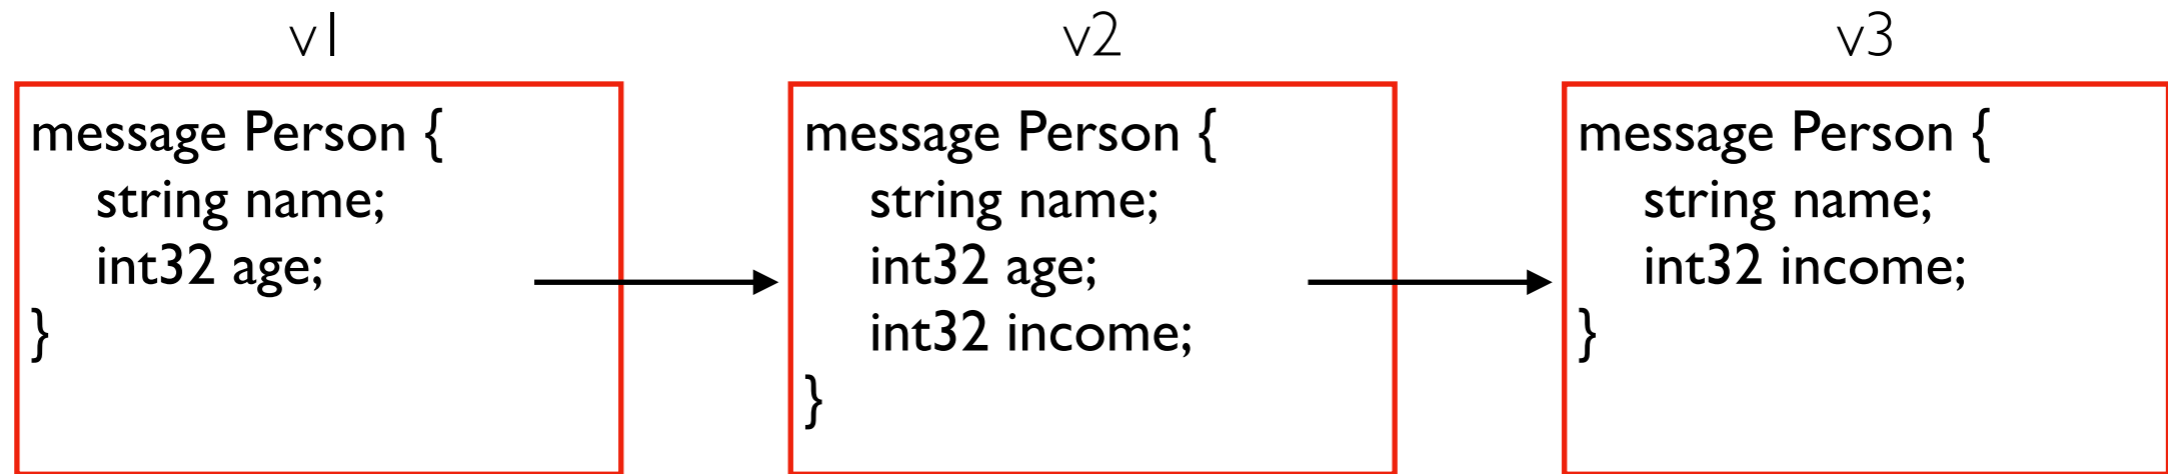 v1
message Person {
string name;
int32 age;
}
v2
message Person {
string name;
int32 age;
int32 income;
}
v3
message Person {
string name;
int32 income;
}